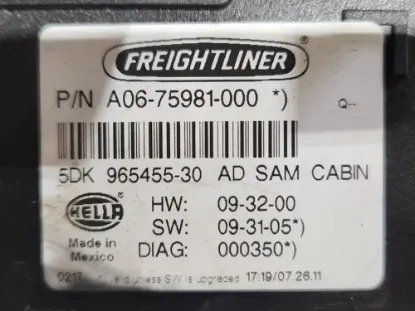 FREIGHTLINER
P/N A06-75981-000 *)
Q--
5DK 965455-30 AD SAM CABIN
HELLA
HW: 09-32-00
SW: 09-31-05*)
Made in
Mexico
DIAG: 000350*)
unless SW is upgraded 17:19/07.26.11